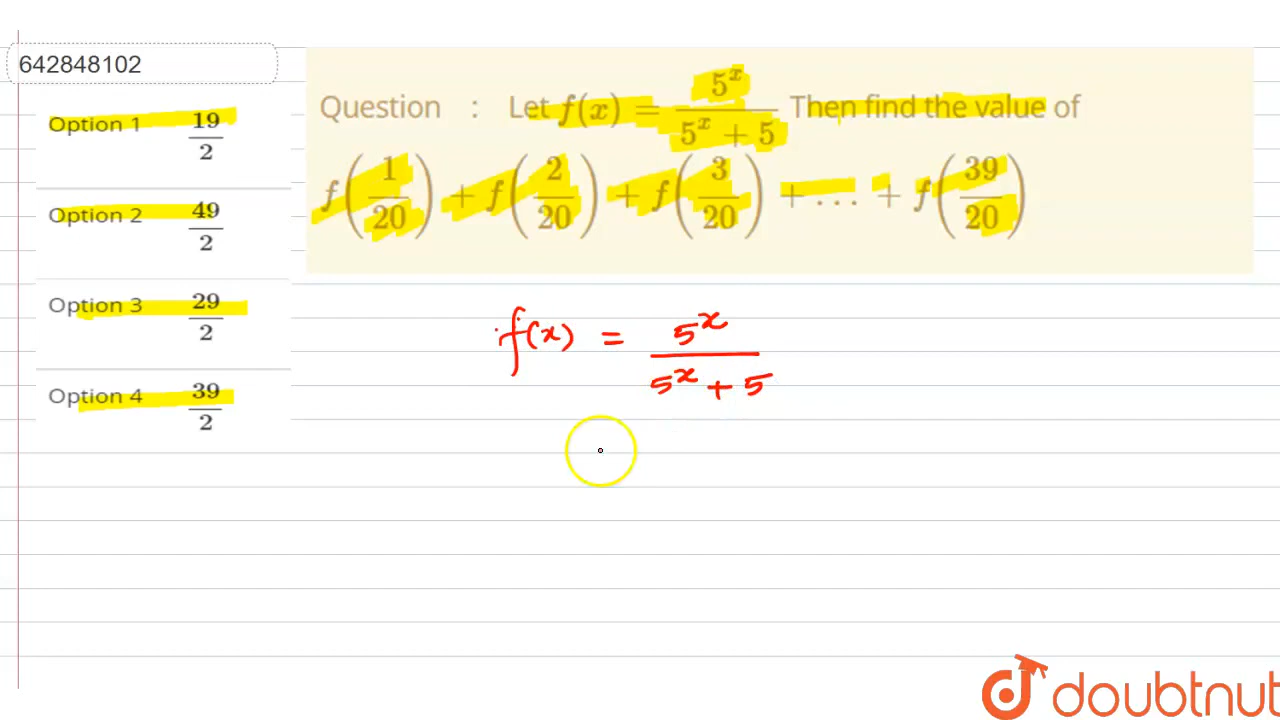 642848102
Option 1 19/2
Option 2 49/2
Option 3 29/2
Option 4 39/2
Question : Let f(x) = 5^x/(5^x + 5) Then find the value of
f(1/20) + f(2/20) + f(3/20) + ... + f(39/20)
f(x) = 5^x/(5^x + 5)
doubtnut